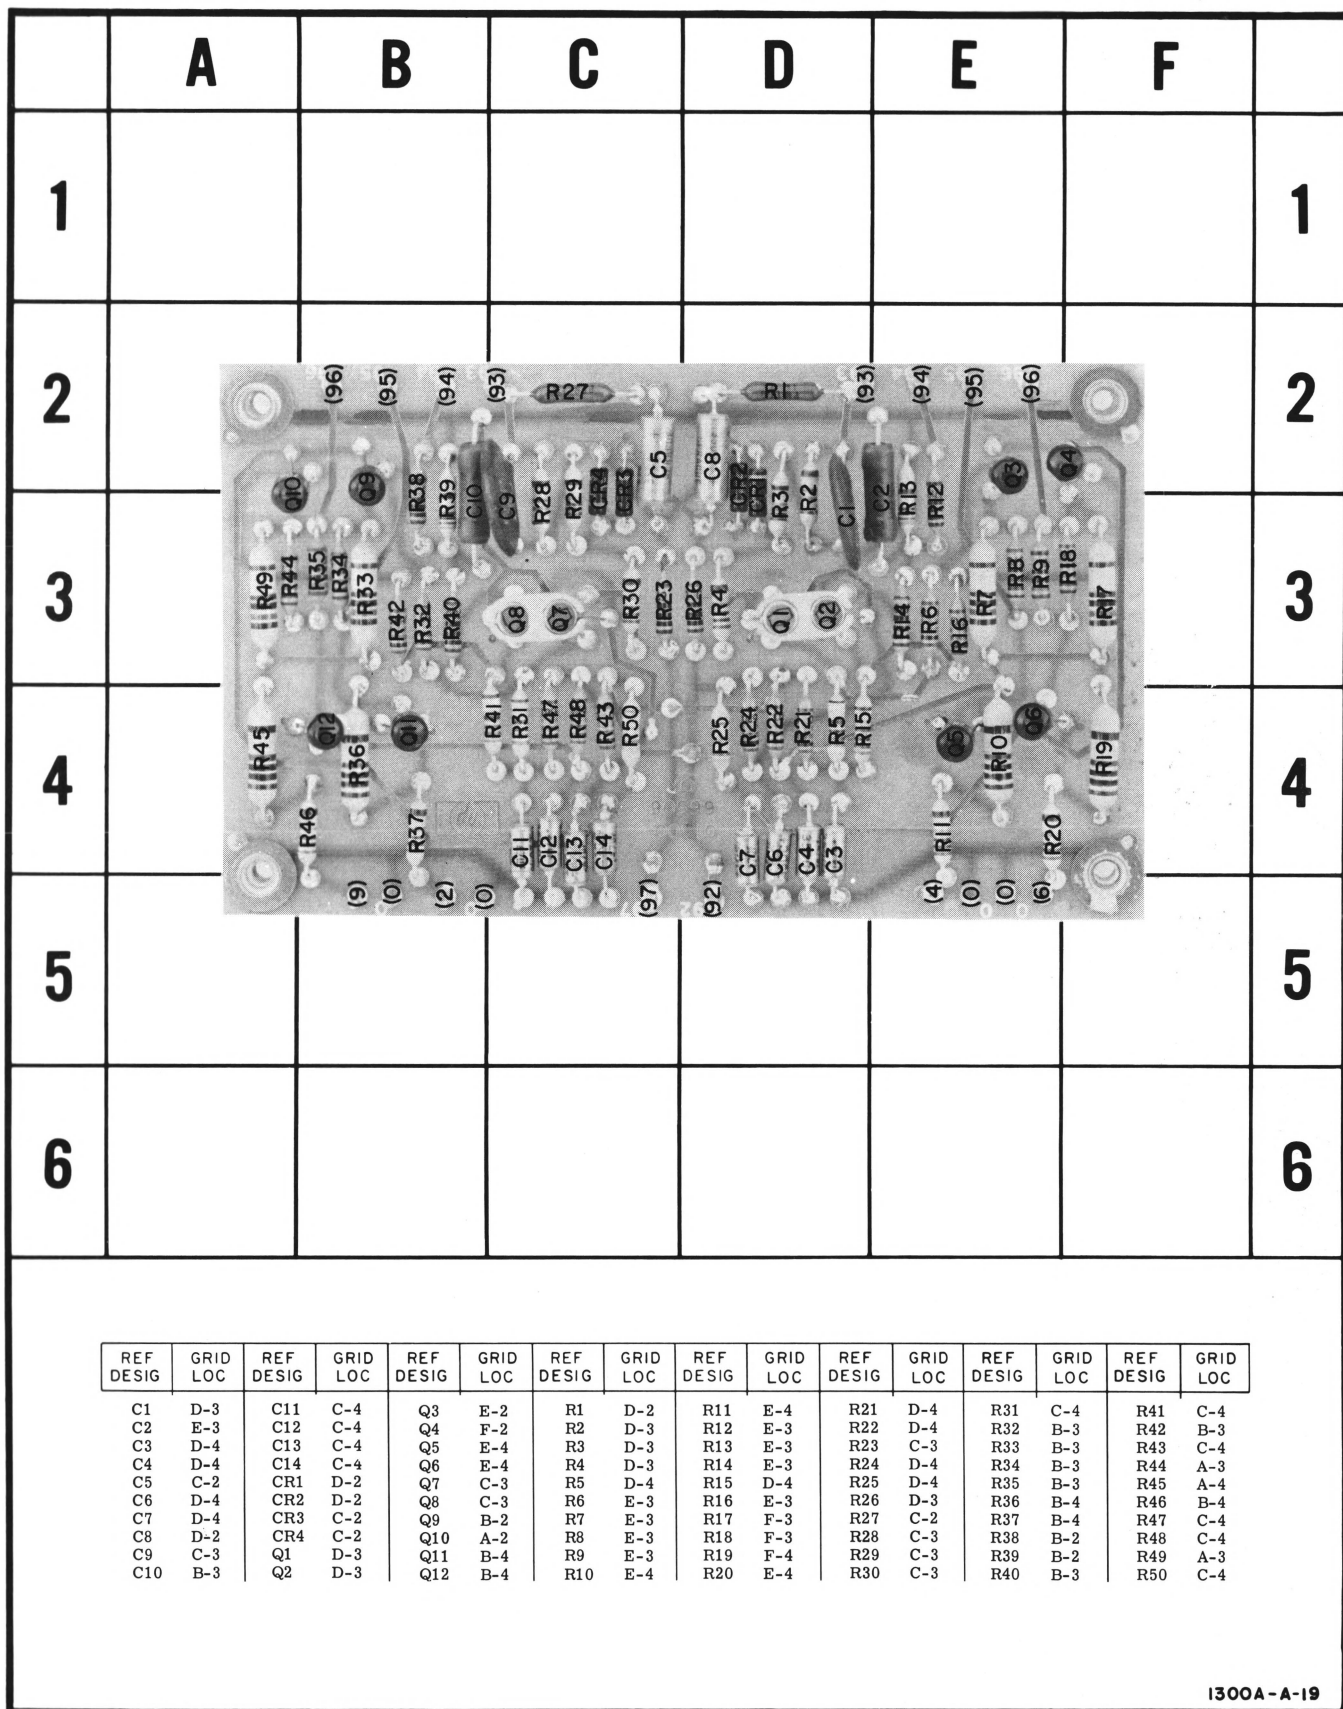 A B C D E F
1 1
2 2
3 3
4 4
5 5
6 6
(96) (95) (94) (93) R27 R1 (93) (94) (95) (96)
Q10 Q9 R38 R39 C10 C9 R28 R29 CR4 CR3 C5 C8 CR2 CR1 R3 R2 C1 C2 R13 R12 Q3 Q4
R49 R44 R35 R34 R33 R42 R32 R40 Q8 Q7 R30 R23 R26 R4 Q1 Q2 R14 R6 R16 R7 R8 R9 R18 R17
R45 Q12 R36 Q11 R41 R31 R47 R48 R43 R50 R25 R24 R22 R21 R5 R15 Q5 R10 Q6 R19
R46 R37 C11 C12 C13 C14 C7 C6 C4 C3 R11 R20
(9) (0) (2) (0) (97) (92) (4) (0) (0) (6)
REF DESIG GRID LOC REF DESIG GRID LOC REF DESIG GRID LOC REF DESIG GRID LOC REF DESIG GRID LOC REF DESIG GRID LOC REF DESIG GRID LOC REF DESIG GRID LOC
C1 D-3 C11 C-4 Q3 E-2 R1 D-2 R11 E-4 R21 D-4 R31 C-4 R41 C-4
C2 E-3 C12 C-4 Q4 F-2 R2 D-3 R12 E-3 R22 D-4 R32 B-3 R42 B-3
C3 D-4 C13 C-4 Q5 E-4 R3 D-3 R13 E-3 R23 C-3 R33 B-3 R43 C-4
C4 D-4 C14 C-4 Q6 E-4 R4 D-3 R14 E-3 R24 D-4 R34 B-3 R44 A-3
C5 C-2 CR1 D-2 Q7 C-3 R5 D-4 R15 D-4 R25 D-4 R35 B-3 R45 A-4
C6 D-4 CR2 D-2 Q8 C-3 R6 E-3 R16 E-3 R26 D-3 R36 B-4 R46 B-4
C7 D-4 CR3 C-2 Q9 B-2 R7 E-3 R17 F-3 R27 C-2 R37 B-4 R47 C-4
C8 D-2 CR4 C-2 Q10 A-2 R8 E-3 R18 F-3 R28 C-3 R38 B-2 R48 C-4
C9 C-3 Q1 D-3 Q11 B-4 R9 E-3 R19 F-4 R29 C-3 R39 B-2 R49 A-3
C10 B-3 Q2 D-3 Q12 B-4 R10 E-4 R20 E-4 R30 C-3 R40 B-3 R50 C-4
1300A-A-19